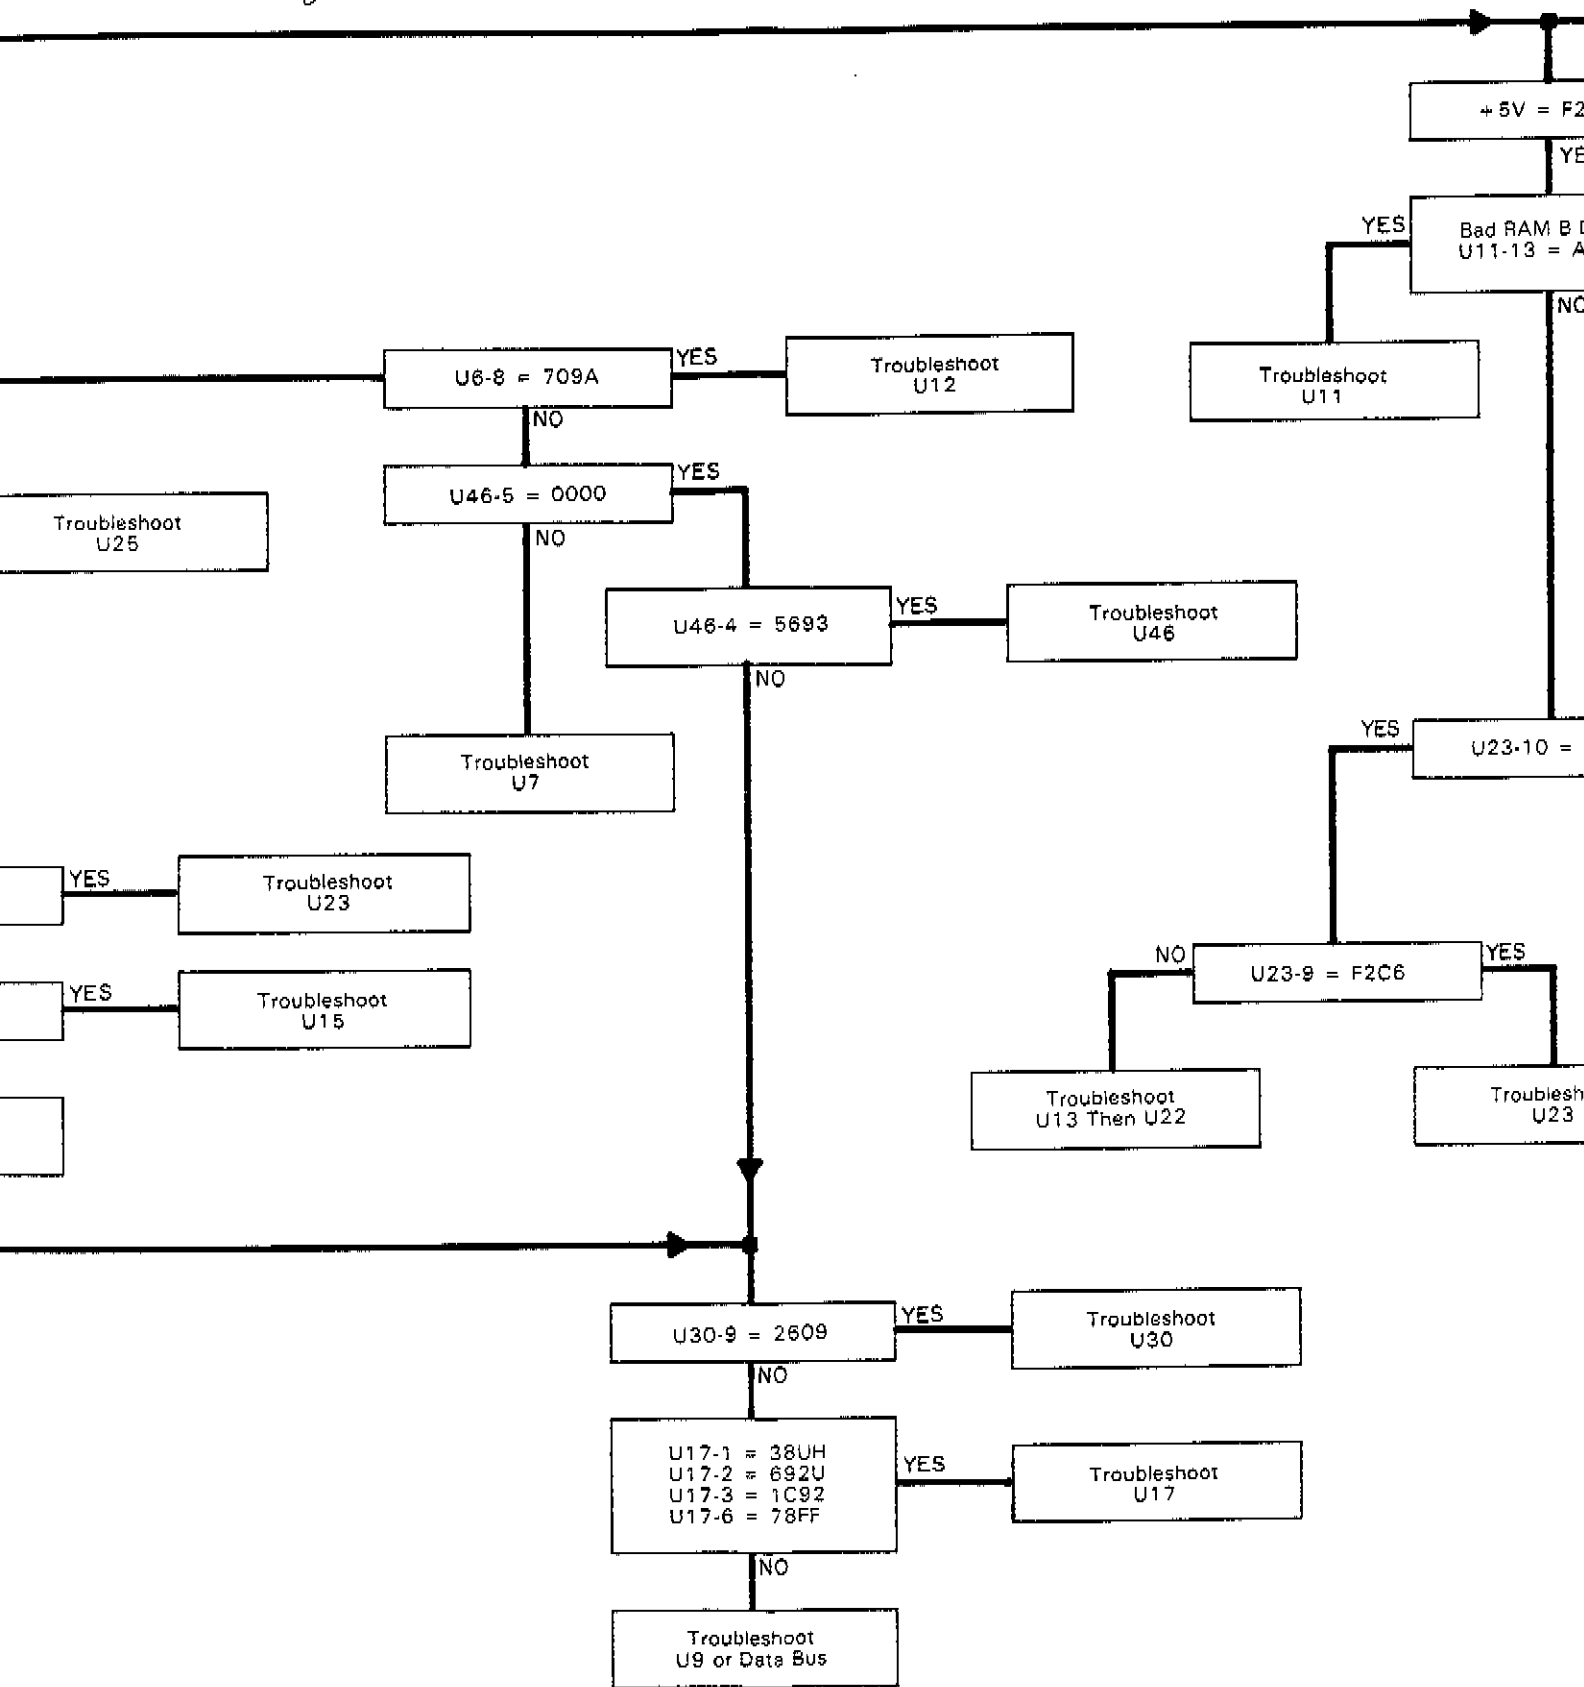 +5V = F2
YE
YES
Bad RAM B
U11-13 = A
NO
U6-8 = 709A
YES
Troubleshoot
U12
Troubleshoot
U11
NO
U46-5 = 0000
YES
Troubleshoot
U25
NO
U46-4 = 5693
YES
Troubleshoot
U46
NO
Troubleshoot
U7
YES
U23-10 =
YES
Troubleshoot
U23
NO
U23-9 = F2C6
YES
YES
Troubleshoot
U15
Troubleshoot
U13 Then U22
Troublesh
U23
U30-9 = 2609
YES
Troubleshoot
U30
NO
U17-1 = 38UH
U17-2 = 692U
U17-3 = 1C92
U17-6 = 78FF
YES
Troubleshoot
U17
NO
Troubleshoot
U9 or Data Bus